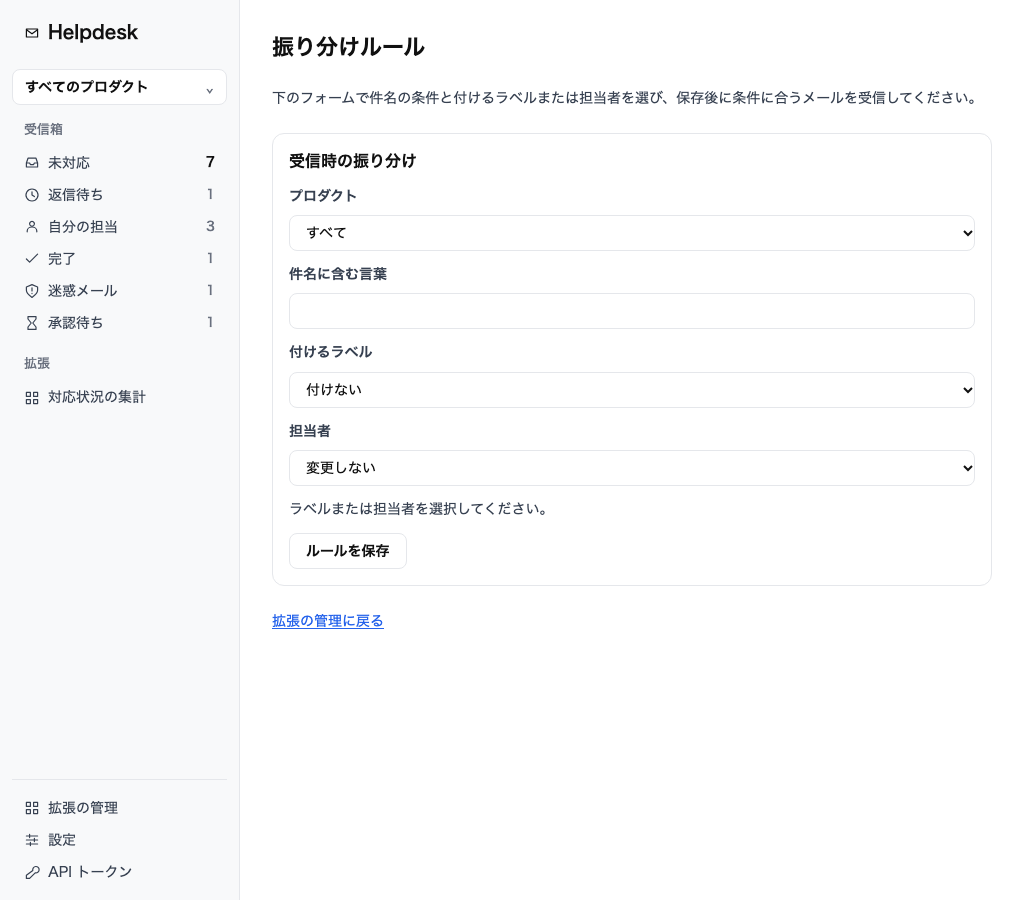 Helpdesk
すべてのプロダクト
受信箱
未対応 7
返信待ち 1
自分の担当 3
完了 1
迷惑メール 1
承認待ち 1
拡張
対応状況の集計
拡張の管理
設定
API トークン
振り分けルール
下のフォームで件名の条件と付けるラベルまたは担当者を選び、保存後に条件に合うメールを受信してください。
受信時の振り分け
プロダクト
すべて
件名に含む言葉
付けるラベル
付けない
担当者
変更しない
ラベルまたは担当者を選択してください。
ルールを保存
拡張の管理に戻る